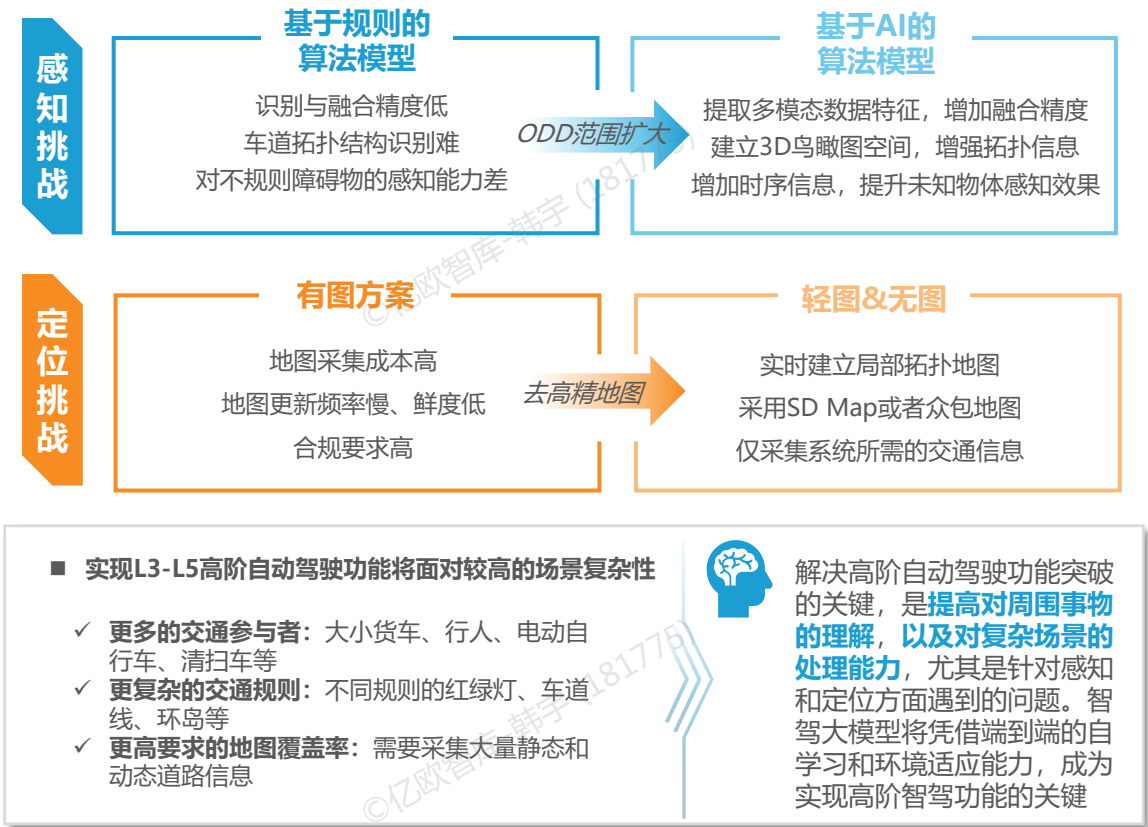 感知挑战
基于规则的
算法模型
识别与融合精度低
车道拓扑结构识别难
对不规则障碍物的感知能力差
ODD范围扩大
基于AI的
算法模型
提取多模态数据特征，增加融合精度
建立3D鸟瞰图空间，增强拓扑信息
增加时序信息，提升未知物体感知效果
定位挑战
有图方案
地图采集成本高
地图更新频率慢、鲜度低
合规要求高
去高精地图
轻图&无图
实时建立局部拓扑地图
采用SD Map或者众包地图
仅采集系统所需的交通信息
©亿欧智库-韩宇 (181775)
■ 实现L3-L5高阶自动驾驶功能将面对较高的场景复杂性
✓ 更多的交通参与者：大小货车、行人、电动自
行车、清扫车等
✓ 更复杂的交通规则：不同规则的红绿灯、车道
线、环岛等
✓ 更高要求的地图覆盖率：需要采集大量静态和
动态道路信息
解决高阶自动驾驶功能突破
的关键，是提高对周围事物
的理解，以及对复杂场景的
处理能力，尤其是针对感知
和定位方面遇到的问题。智
驾大模型将凭借端到端的自
学习和环境适应能力，成为
实现高阶智驾功能的关键
©亿欧智库-韩宇 (181775)